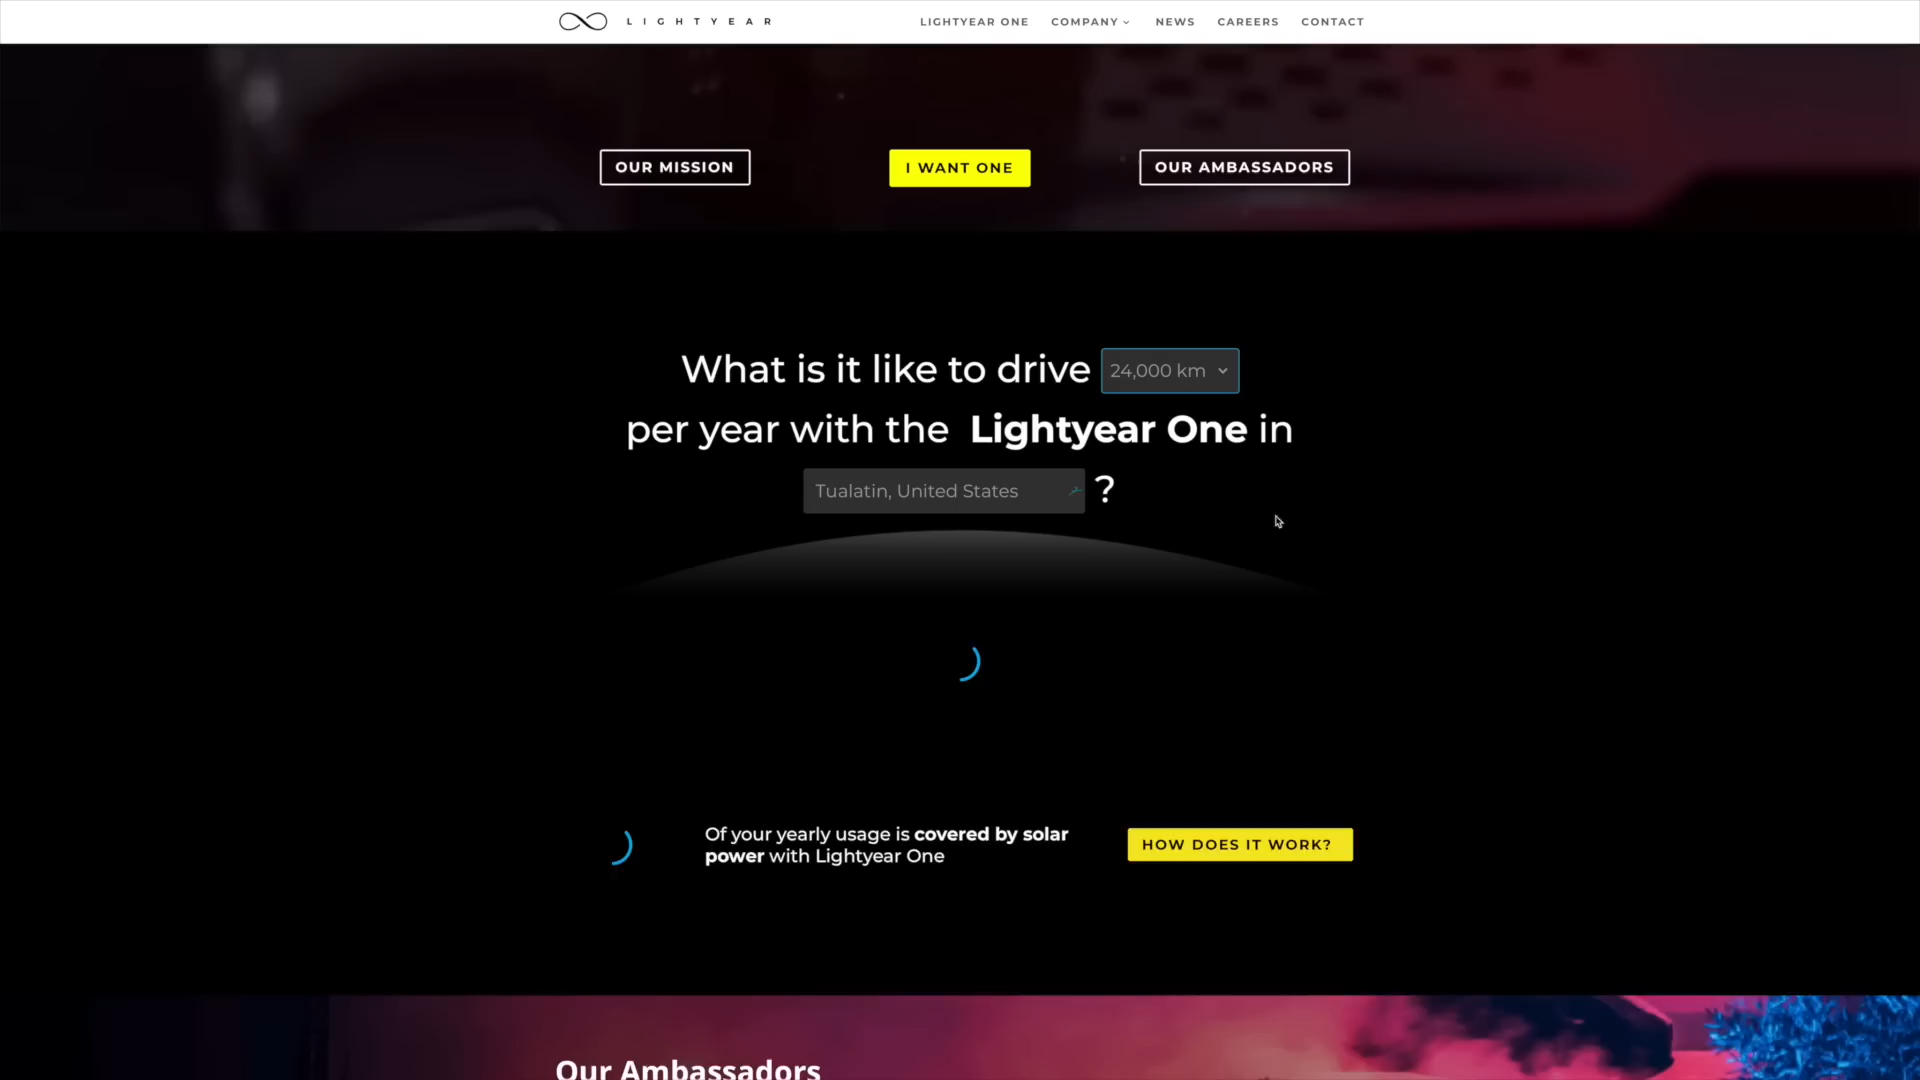 LIGHTYEAR
LIGHTYEAR ONE
COMPANY
NEWS
CAREERS
CONTACT
OUR MISSION
I WANT ONE
OUR AMBASSADORS
What is it like to drive 24,000 km
per year with the Lightyear One in
Tualatin, United States ?
Of your yearly usage is covered by solar
power with Lightyear One
HOW DOES IT WORK?
Our Ambassadors